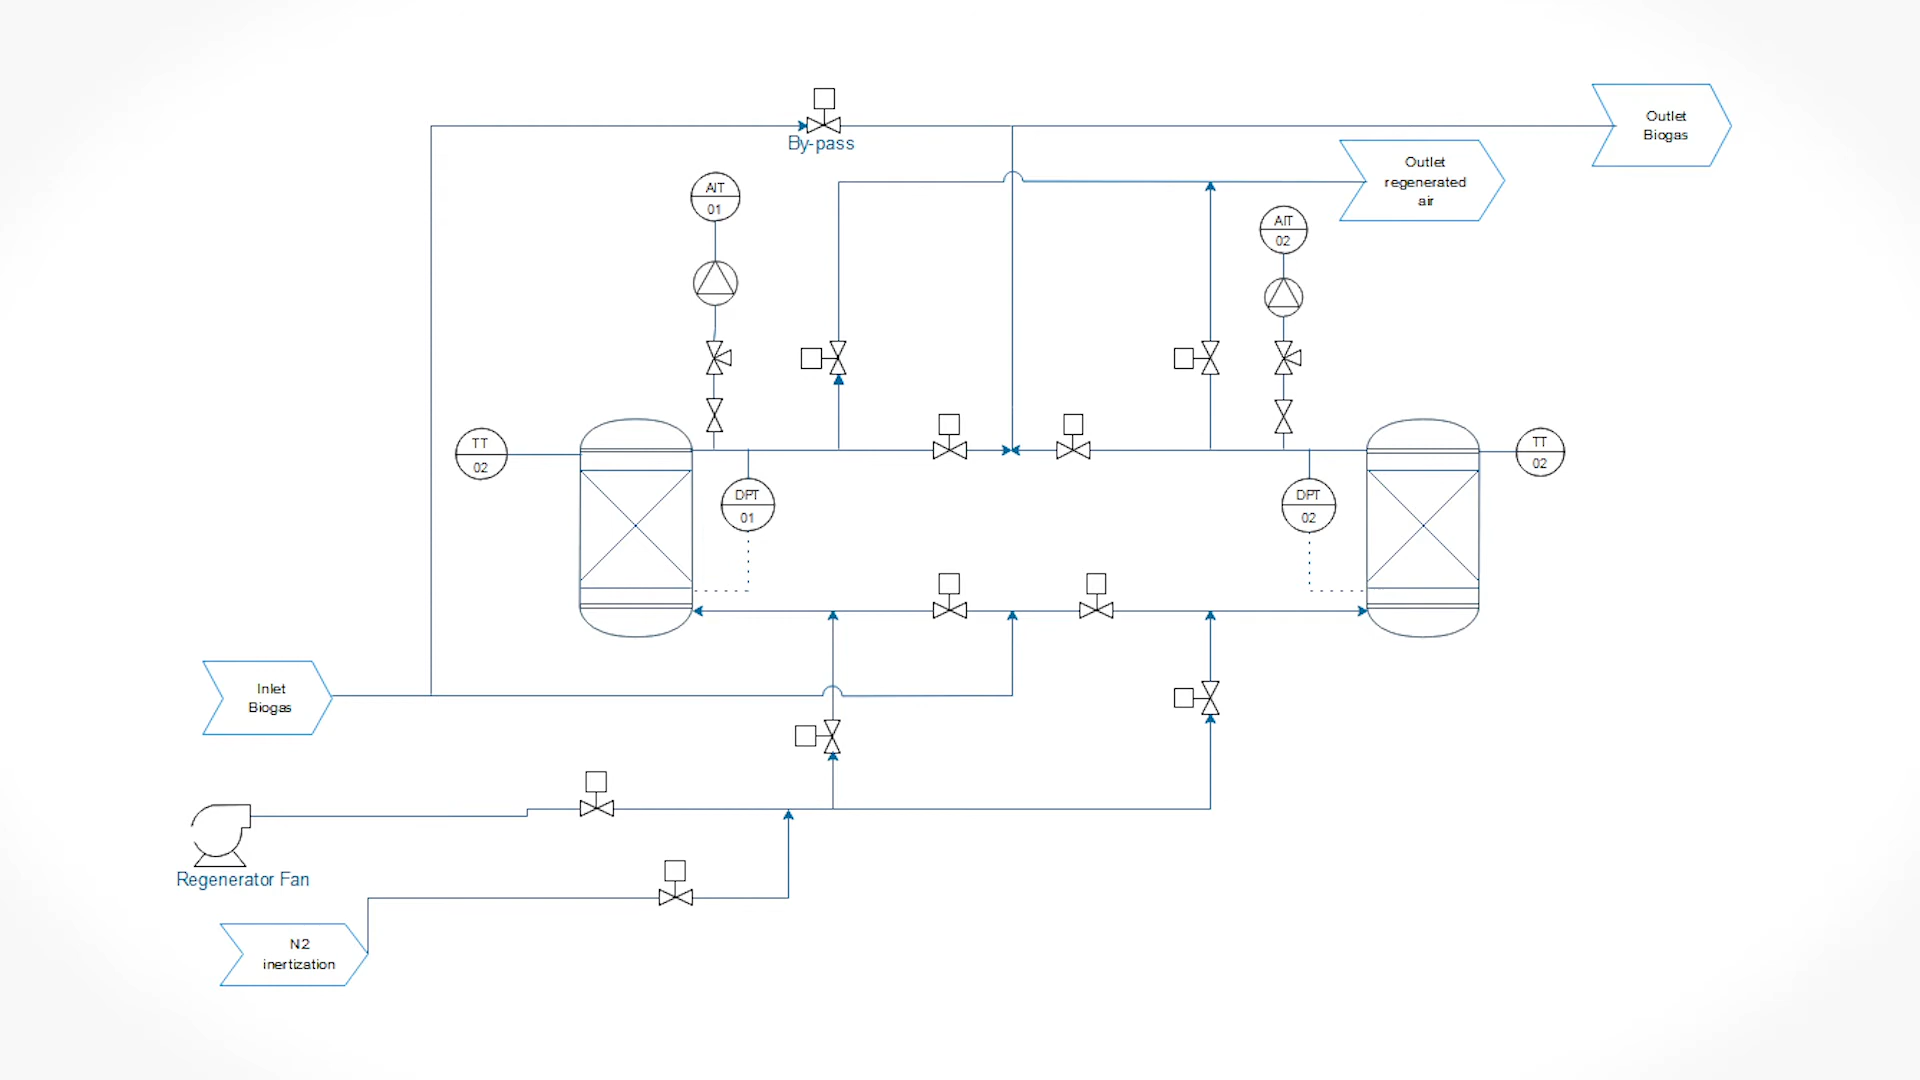 Outlet
Biogas
By-pass
Outlet
regenerated
air
AIT
01
AIT
02
TT
02
TT
02
DPT
01
DPT
02
Inlet
Biogas
Regenerator Fan
N2
inertization